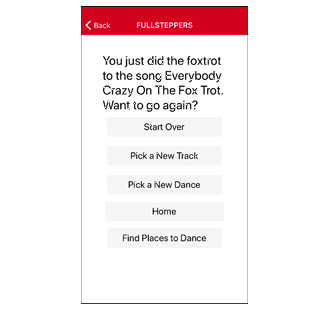 Back
FULLSTEPPERS
You just did the foxtrot
to the song Everybody
Crazy On The Fox Trot.
Want to go again?
Start Over
Pick a New Track
Pick a New Dance
Home
Find Places to Dance